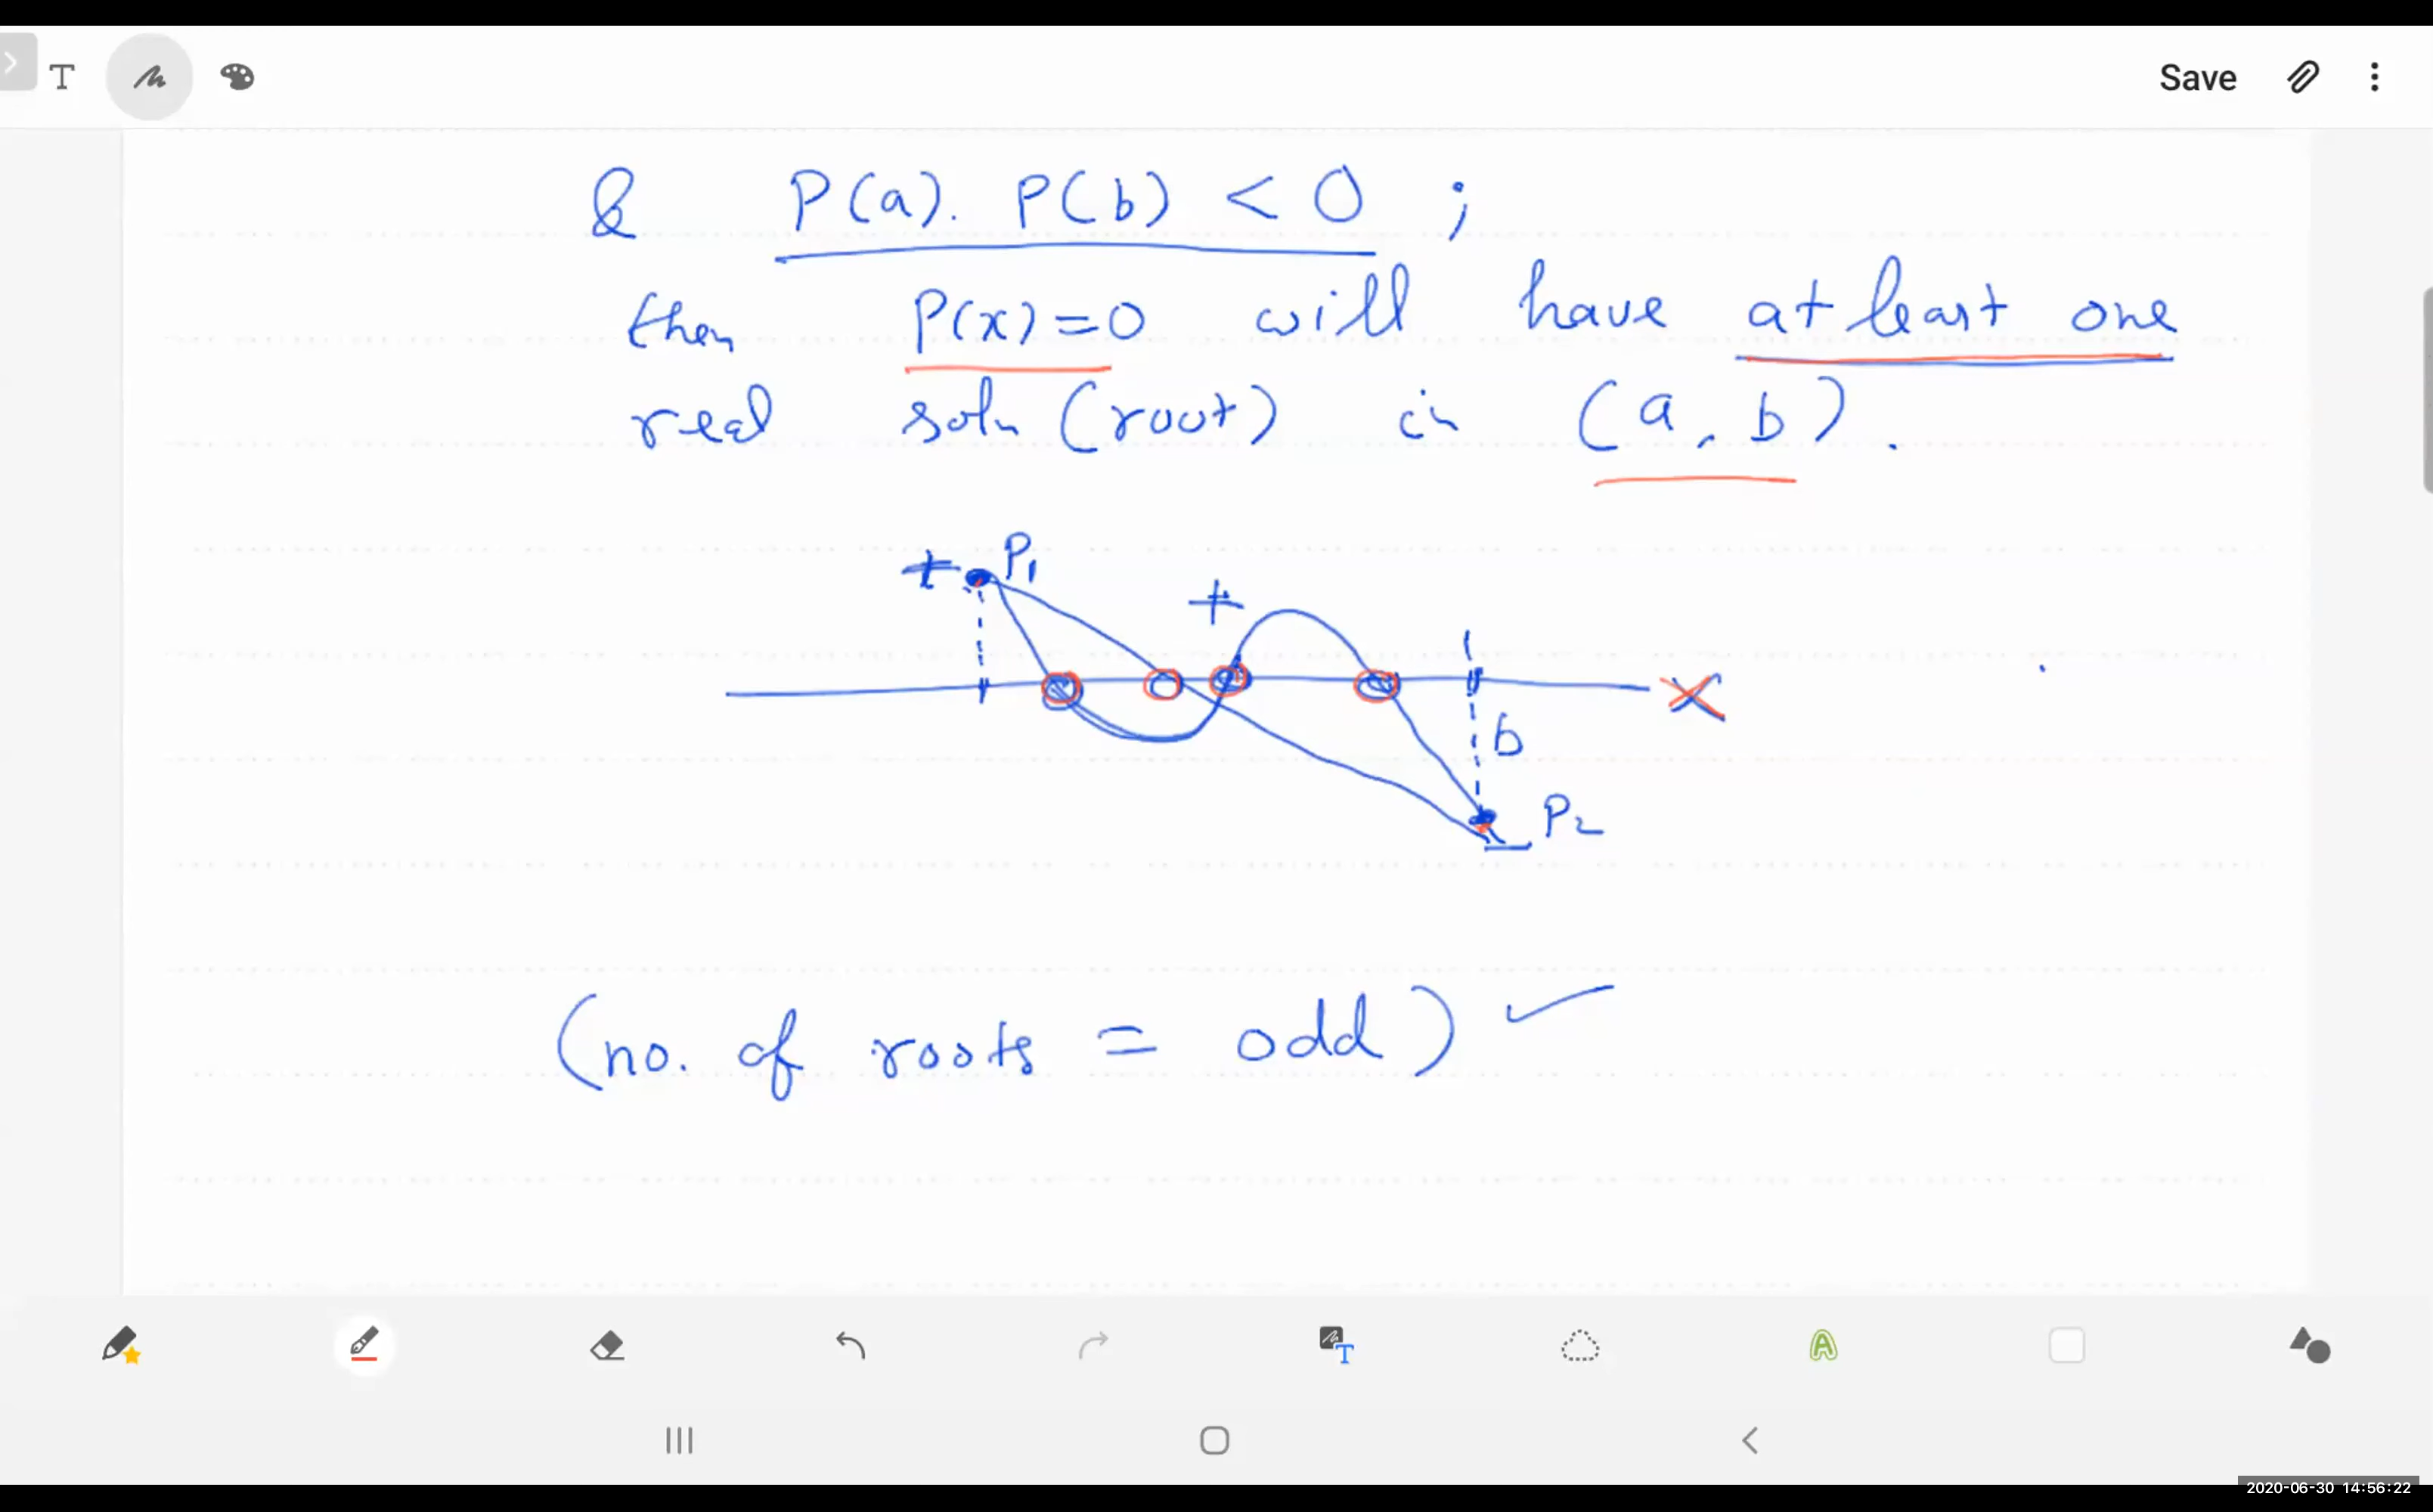 T
Save
& P(a). P(b) < 0 ;
then P(x)=0 will have at least one
real soln (root) in (a, b).
+ P1
+
X
b
P2
(no. of roots = odd) ✓
T
A
2020-06-30 14:56:22